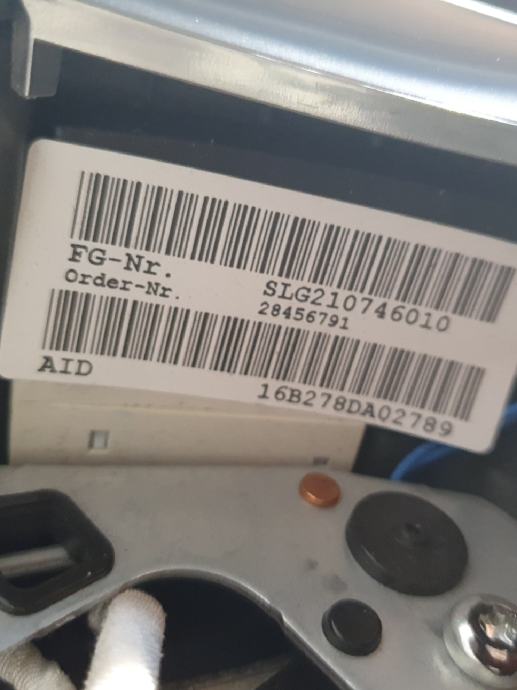 FG-Nr. SLG210746010
Order-Nr. 28456791
AID 16B278DA02789